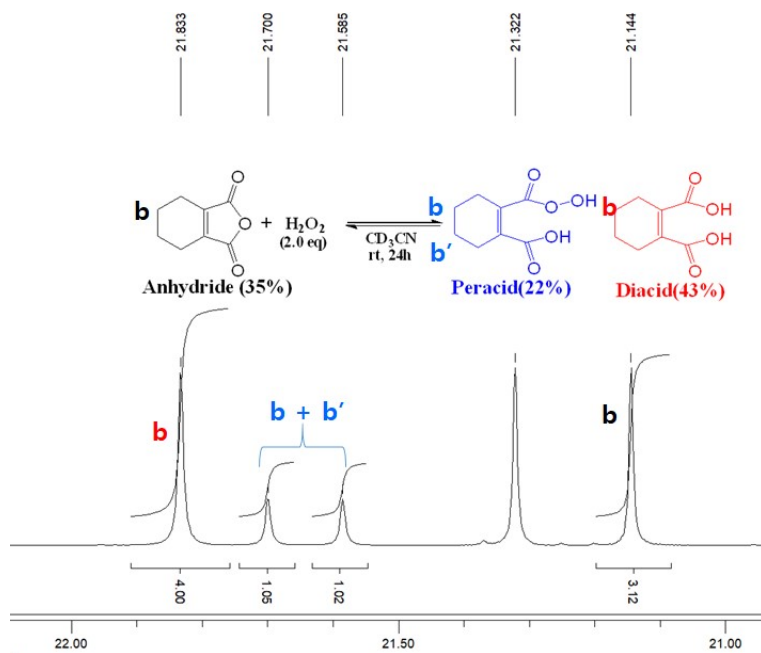 21.833
21.700
21.585
21.322
21.144
b
O
O
O
+
H₂O₂
(2.0 eq)
CD₃CN
rt, 24h
b
b′
O
O
OH
OH
O
b
O
OH
OH
O
Anhydride (35%)
Peracid(22%)
Diacid(43%)
b
b + b′
b
4.00
1.05
1.02
3.12
22.00
21.50
21.00